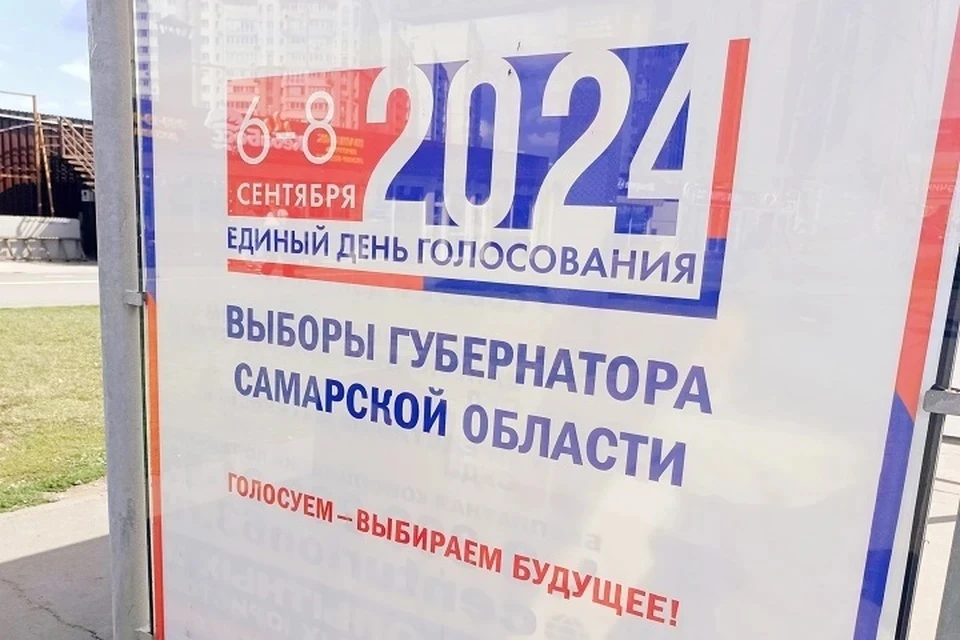 6-8
СЕНТЯБРЯ
2024
ЕДИНЫЙ ДЕНЬ ГОЛОСОВАНИЯ
ВЫБОРЫ ГУБЕРНАТОРА
САМАРСКОЙ ОБЛАСТИ
ГОЛОСУЕМ – ВЫБИРАЕМ БУДУЩЕЕ!